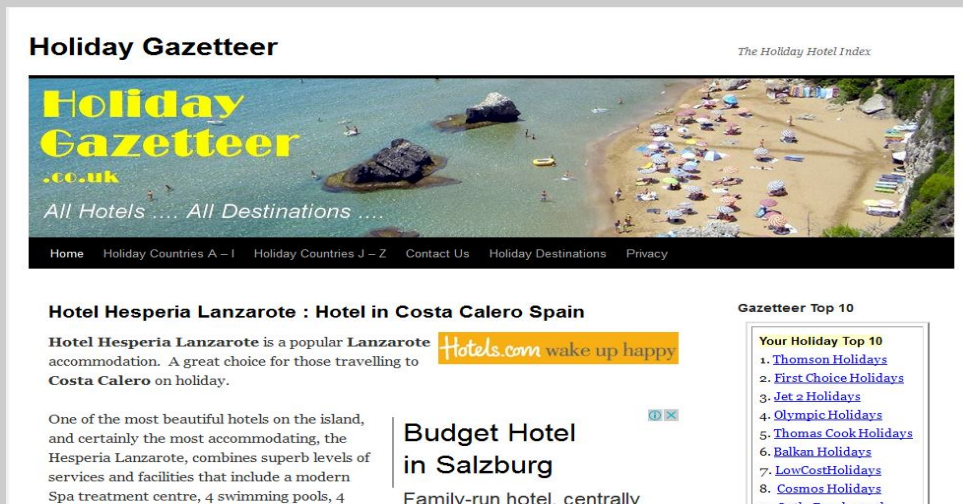 Holiday Gazetteer
The Holiday Hotel Index
Holiday
Gazetteer
.co.uk
All Hotels .... All Destinations ....
Home Holiday Countries A – I Holiday Countries J – Z Contact Us Holiday Destinations Privacy
Hotel Hesperia Lanzarote : Hotel in Costa Calero Spain
Hotel Hesperia Lanzarote is a popular Lanzarote
accommodation. A great choice for those travelling to
Costa Calero on holiday.
Hotels.com wake up happy
One of the most beautiful hotels on the island,
and certainly the most accommodating, the
Hesperia Lanzarote, combines superb levels of
services and facilities that include a modern
Spa treatment centre, 4 swimming pools, 4
Budget Hotel
in Salzburg
Family-run hotel, centrally
Gazetteer Top 10
Your Holiday Top 10
1. Thomson Holidays
2. First Choice Holidays
3. Jet 2 Holidays
4. Olympic Holidays
5. Thomas Cook Holidays
6. Balkan Holidays
7. LowCostHolidays
8. Cosmos Holidays